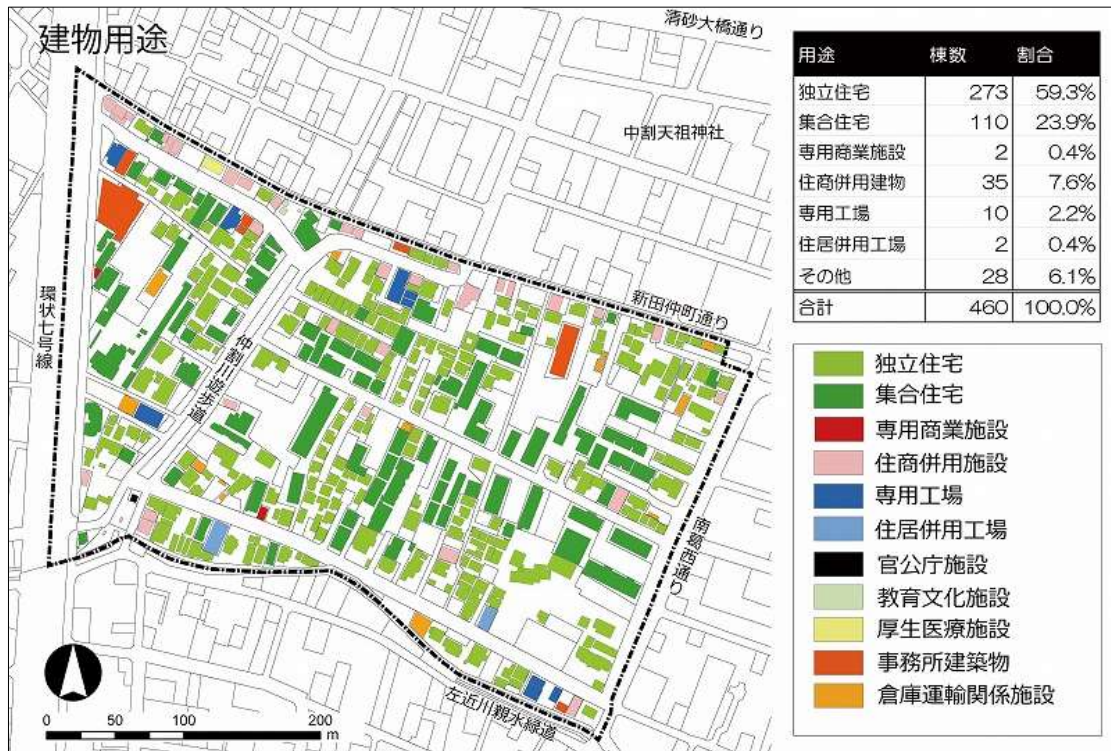 建物用途
清砂大橋通り
中割天祖神社
新田仲町通り
環状七号線
仲割川遊歩道
南葛西通り
左近川親水緑道
0 50 100 200
m
用途 棟数 割合
独立住宅 273 59.3%
集合住宅 110 23.9%
専用商業施設 2 0.4%
住商併用建物 35 7.6%
専用工場 10 2.2%
住居併用工場 2 0.4%
その他 28 6.1%
合計 460 100.0%
独立住宅
集合住宅
専用商業施設
住商併用施設
専用工場
住居併用工場
官公庁施設
教育文化施設
厚生医療施設
事務所建築物
倉庫運輸関係施設